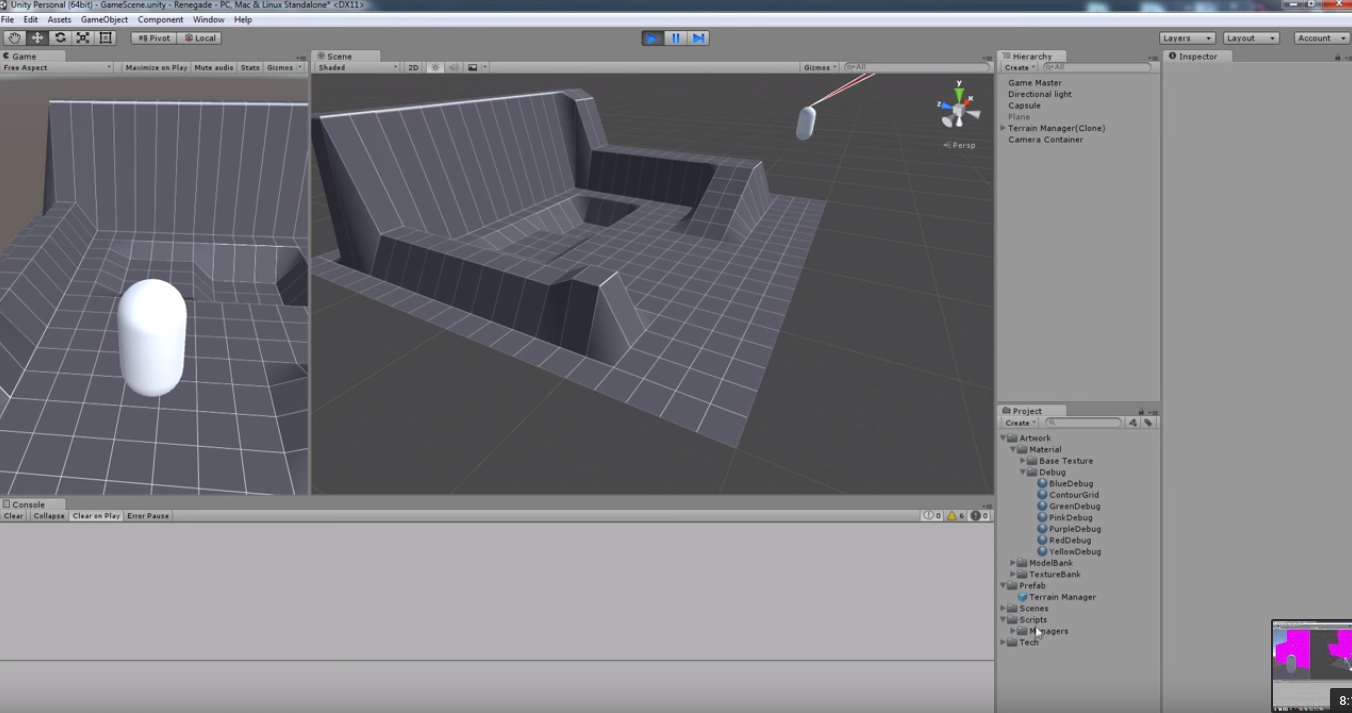 Unity Personal (64bit) - GameScene.unity - Renegade - PC, Mac & Linux Standalone* <DX11>
File Edit Assets GameObject Component Window Help
Pivot Local Layers Layout Account
Game Scene Hierarchy Inspector
Free Aspect Maximize on Play Mute audio Stats Gizmos Shaded 2D Gizmos All Create All
Game Master
Directional light
Capsule
Plane
Terrain Manager(Clone)
Camera Container
y
z x
Persp
Project
Create
Artwork
Material
Base Texture
Debug
BlueDebug
ContourGrid
GreenDebug
PinkDebug
PurpleDebug
RedDebug
YellowDebug
ModelBank
TextureBank
Prefab
Terrain Manager
Scenes
Scripts
Managers
Tech
Console
Clear Collapse Clear on Play Error Pause 0 6 0
8: